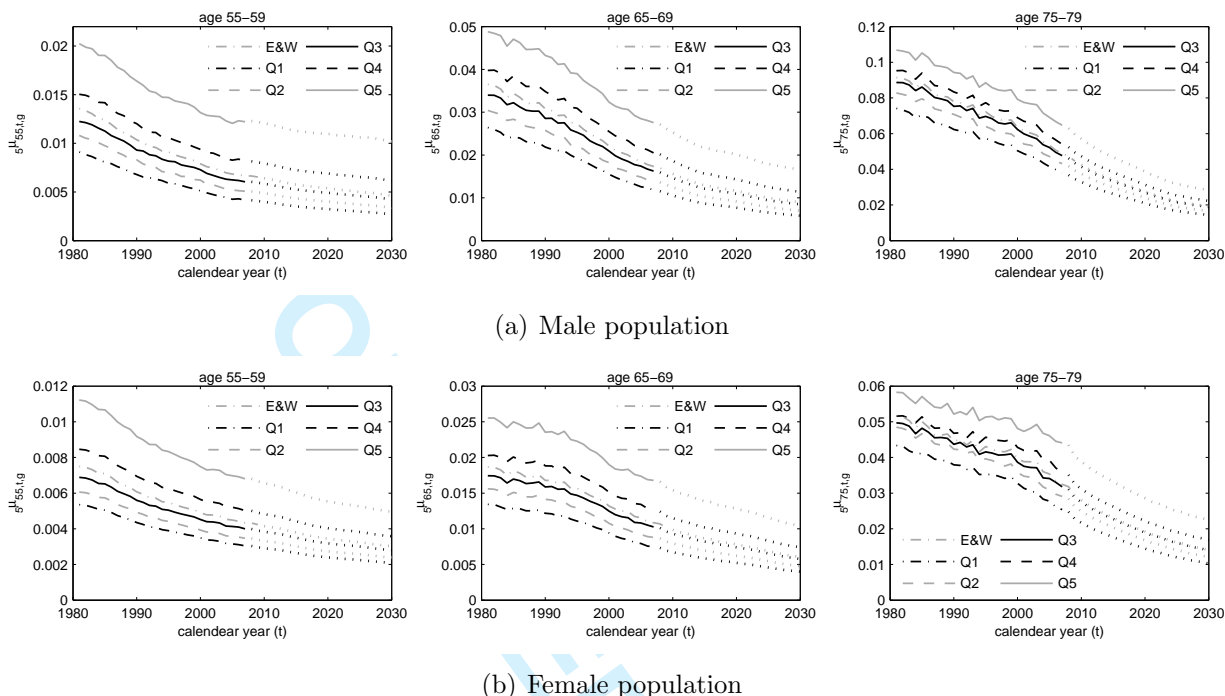 age 55−59
0.02
0.015
0.01
0.005
0
5μ55,t,g
E&W
Q1
Q2
Q3
Q4
Q5
1980 1990 2000 2010 2020 2030
calendear year (t)
age 65−69
0.05
0.04
0.03
0.02
0.01
0
5μ65,t,g
E&W
Q1
Q2
Q3
Q4
Q5
1980 1990 2000 2010 2020 2030
calendear year (t)
age 75−79
0.12
0.1
0.08
0.06
0.04
0.02
0
5μ75,t,g
E&W
Q1
Q2
Q3
Q4
Q5
1980 1990 2000 2010 2020 2030
calendear year (t)
(a) Male population
age 55−59
0.012
0.01
0.008
0.006
0.004
0.002
0
5μ55,t,g
E&W
Q1
Q2
Q3
Q4
Q5
1980 1990 2000 2010 2020 2030
calendear year (t)
age 65−69
0.03
0.025
0.02
0.015
0.01
0.005
0
5μ65,t,g
E&W
Q1
Q2
Q3
Q4
Q5
1980 1990 2000 2010 2020 2030
calendear year (t)
age 75−79
0.06
0.05
0.04
0.03
0.02
0.01
0
5μ75,t,g
E&W
Q1
Q2
Q3
Q4
Q5
1980 1990 2000 2010 2020 2030
calendear year (t)
(b) Female population